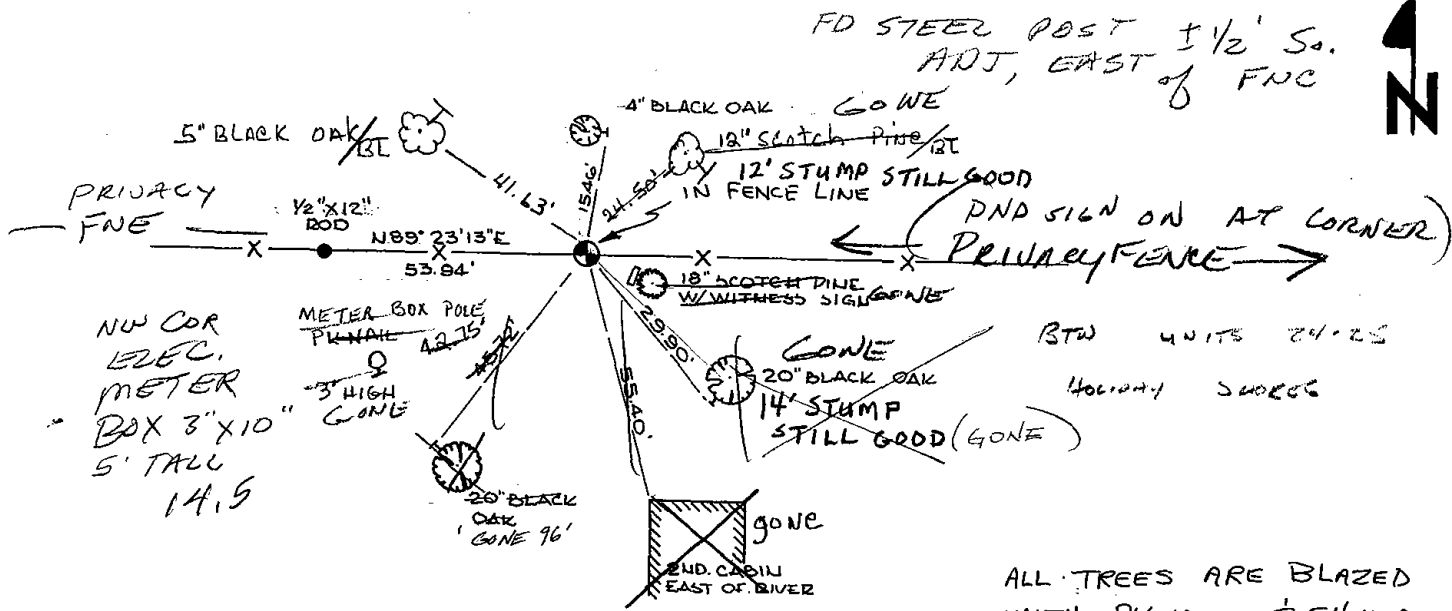 FD STEEL POST ± 1/2' So.
ADJ, EAST of FNC
N
4" BLACK OAK GONE
5" BLACK OAK/BT
12" SCOTCH PINE/BT
12' STUMP STILL GOOD
IN FENCE LINE
41.63'
15.46'
24.50'
PRIVACY
FNE
1/2"X12"
ROD
PND SIGN ON AT CORNER)
PRIVACY FENCE
X
N.89° 23'13"E
X
X
X
53.94'
18" SCOTCH PINE
W/ WITNESS SIGN GONE
NW COR
ELEC.
METER
BOX 3"X10"
5' TALL
14.5
METER BOX POLE
PK NAIL 42.75'
3' HIGH
GONE
29.90'
55.40'
GONE
20" BLACK OAK
14' STUMP
STILL GOOD (GONE)
BTW UNITS 24-25
HOLIDAY SHORES
20" BLACK
OAK
'GONE 96'
gone
2ND. CABIN
EAST OF RIVER
ALL TREES ARE BLAZED